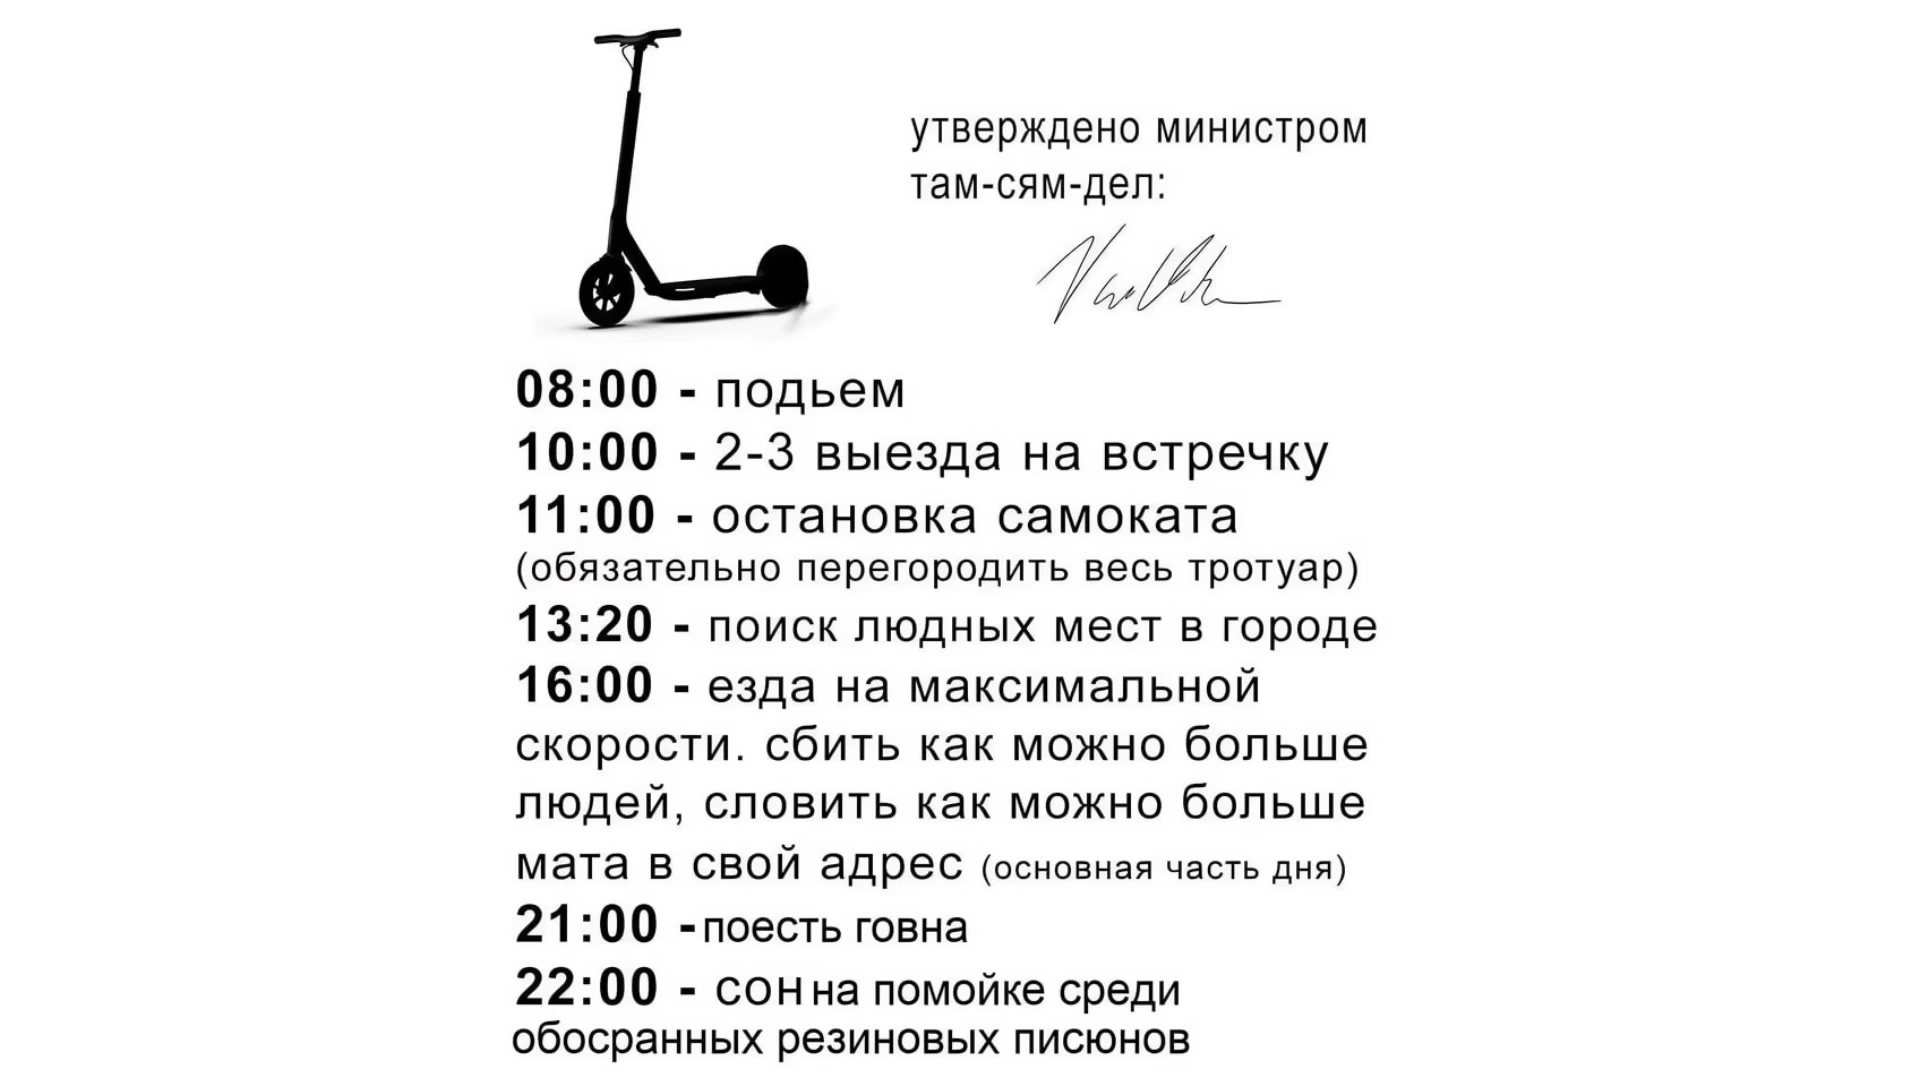 утверждено министром
там-сям-дел:
08:00 - подьем
10:00 - 2-3 выезда на встречку
11:00 - остановка самоката
(обязательно перегородить весь тротуар)
13:20 - поиск людных мест в городе
16:00 - езда на максимальной
скорости. сбить как можно больше
людей, словить как можно больше
мата в свой адрес (основная часть дня)
21:00 - поесть говна
22:00 - сон на помойке среди
обосранных резиновых писюнов